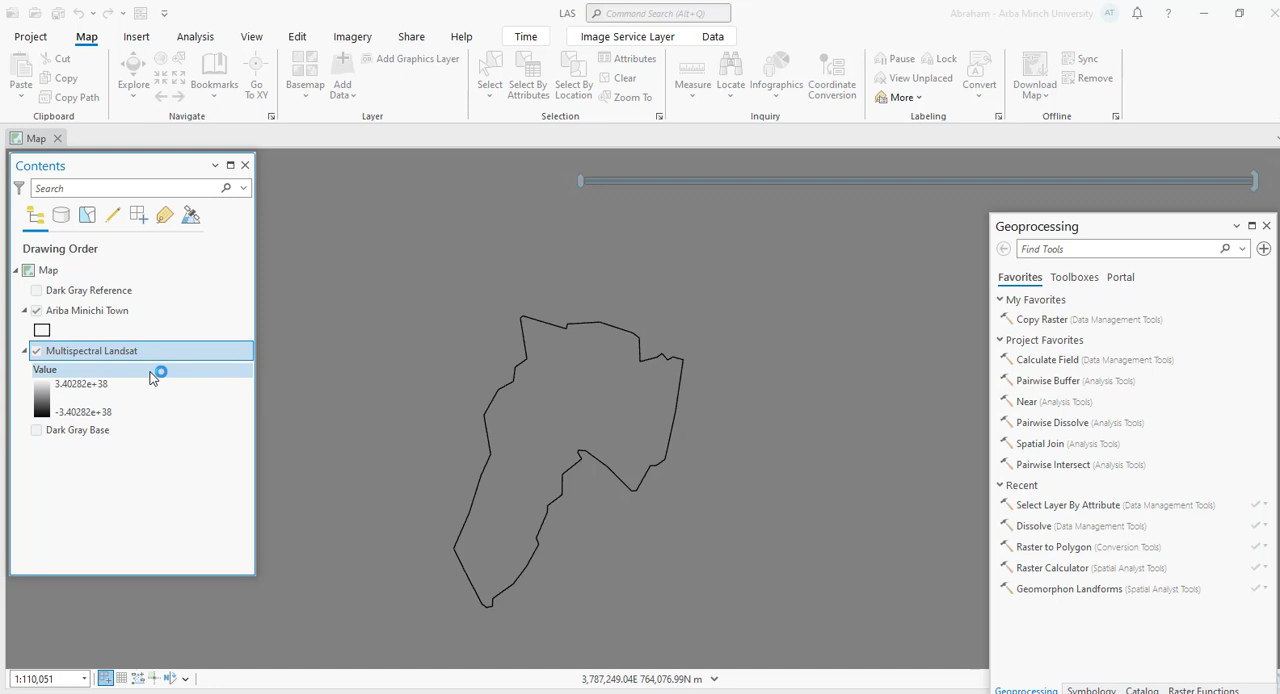 LAS
Command Search (Alt+Q)
Abraham - Arba Minch University
AT
?
Project
Map
Insert
Analysis
View
Edit
Imagery
Share
Help
Time
Image Service Layer
Data
Paste
Cut
Copy
Copy Path
Clipboard
Explore
Bookmarks
Go
To XY
Navigate
Basemap
Add
Data
Add Graphics Layer
Layer
Select
Select By
Attributes
Select By
Location
Attributes
Clear
Zoom To
Selection
Measure
Locate
Infographics
Coordinate
Conversion
Inquiry
Pause
Lock
View Unplaced
More
Convert
Labeling
Download
Map
Sync
Remove
Offline
Map
Contents
Search
Drawing Order
Map
Dark Gray Reference
Ariba Minichi Town
Multispectral Landsat
Value
3.40282e+38
-3.40282e+38
Dark Gray Base
Geoprocessing
Find Tools
Favorites
Toolboxes
Portal
My Favorites
Copy Raster (Data Management Tools)
Project Favorites
Calculate Field (Data Management Tools)
Pairwise Buffer (Analysis Tools)
Near (Analysis Tools)
Pairwise Dissolve (Analysis Tools)
Spatial Join (Analysis Tools)
Pairwise Intersect (Analysis Tools)
Recent
Select Layer By Attribute (Data Management Tools)
Dissolve (Data Management Tools)
Raster to Polygon (Conversion Tools)
Raster Calculator (Spatial Analyst Tools)
Geomorphon Landforms (Spatial Analyst Tools)
1:110,051
3,787,249.04E 764,076.99N m
Geoprocessing
Symbology
Catalog
Raster Functions